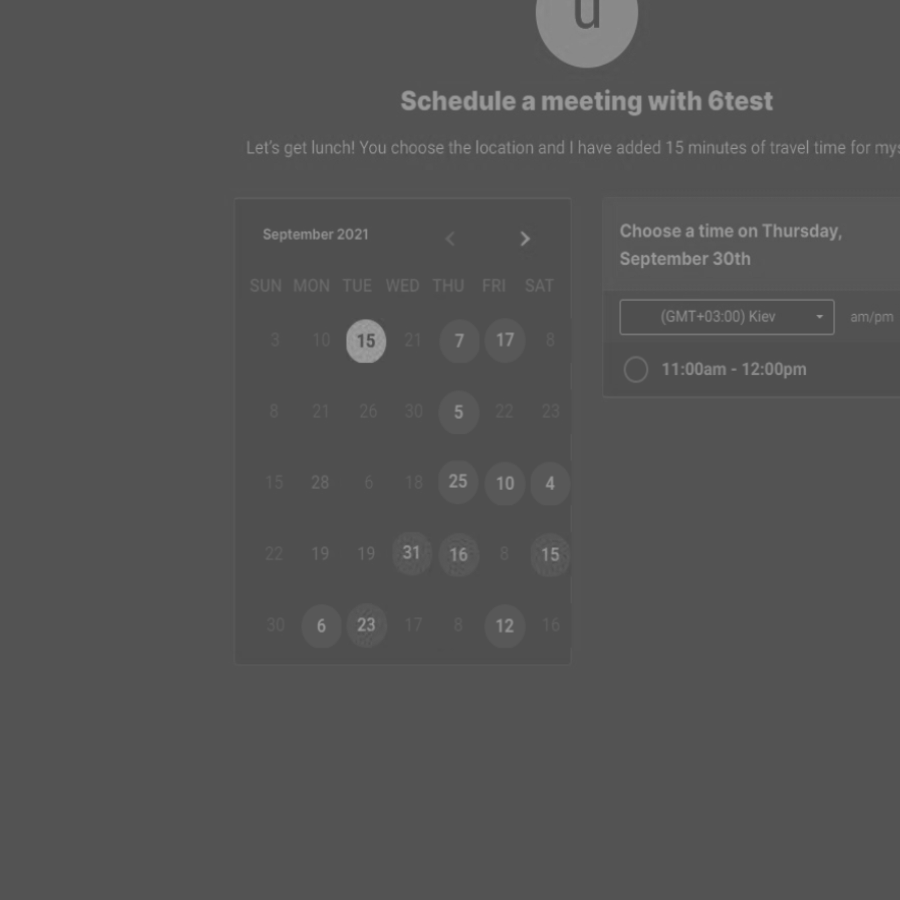 u
Schedule a meeting with 6test
Let's get lunch! You choose the location and I have added 15 minutes of travel time for mys
September 2021
SUN MON TUE WED THU FRI SAT
3 10 15 21 7 17 8
8 21 26 30 5 22 23
15 28 6 18 25 10 4
22 19 19 31 16 8 15
30 6 23 17 8 12 16
Choose a time on Thursday,
September 30th
(GMT+03:00) Kiev am/pm
11:00am - 12:00pm